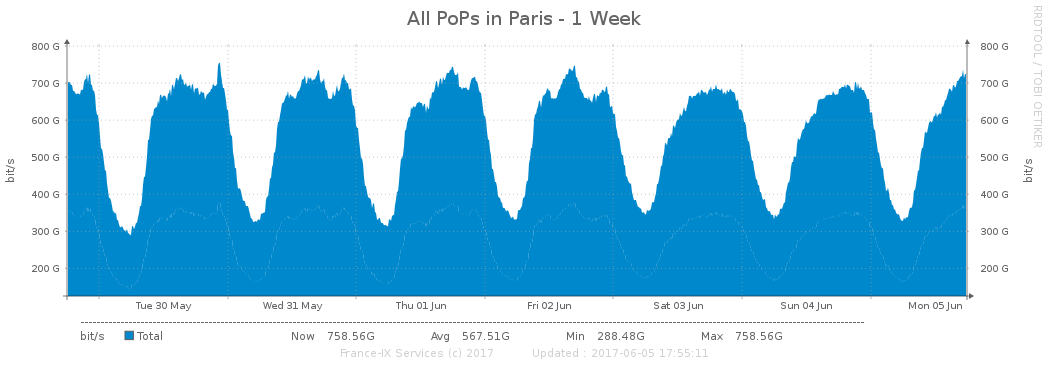 All PoPs in Paris - 1 Week
RRDTOOL / TOBI OETIKER
800 G 800 G
700 G 700 G
600 G 600 G
500 G 500 G
400 G 400 G
300 G 300 G
200 G 200 G
bit/s bit/s
Tue 30 May Wed 31 May Thu 01 Jun Fri 02 Jun Sat 03 Jun Sun 04 Jun Mon 05 Jun
bit/s Total Now 758.56G Avg 567.51G Min 288.48G Max 758.56G
France-IX Services (c) 2017 Updated : 2017-06-05 17:55:11